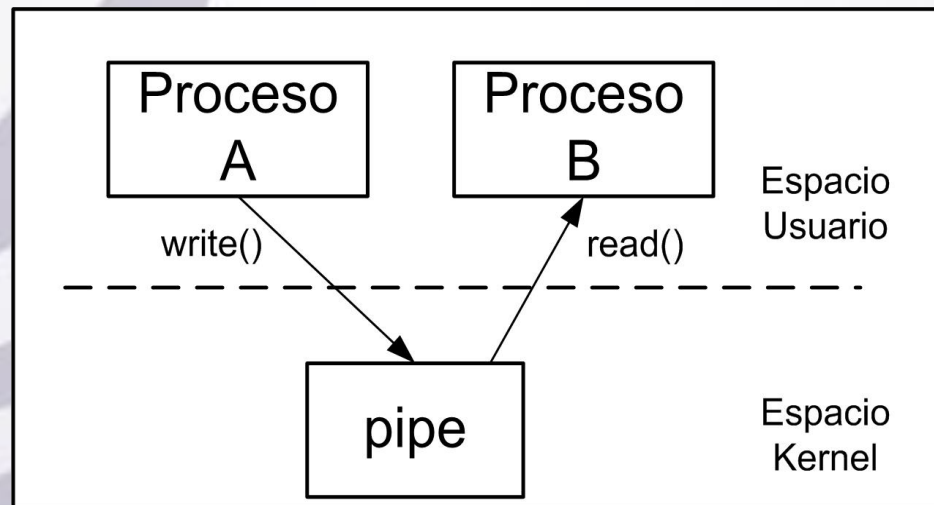 Proceso
A
Proceso
B
Espacio
Usuario
write()
read()
pipe
Espacio
Kernel